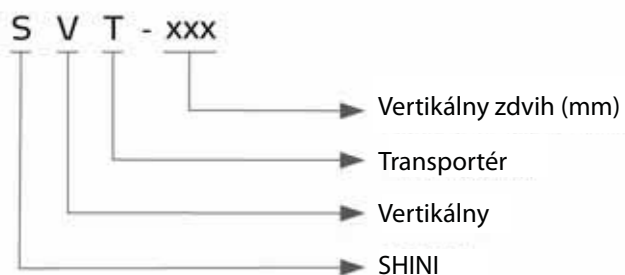 S V T - xxx
Vertikálny zdvih (mm)
Transportér
Vertikálny
SHINI